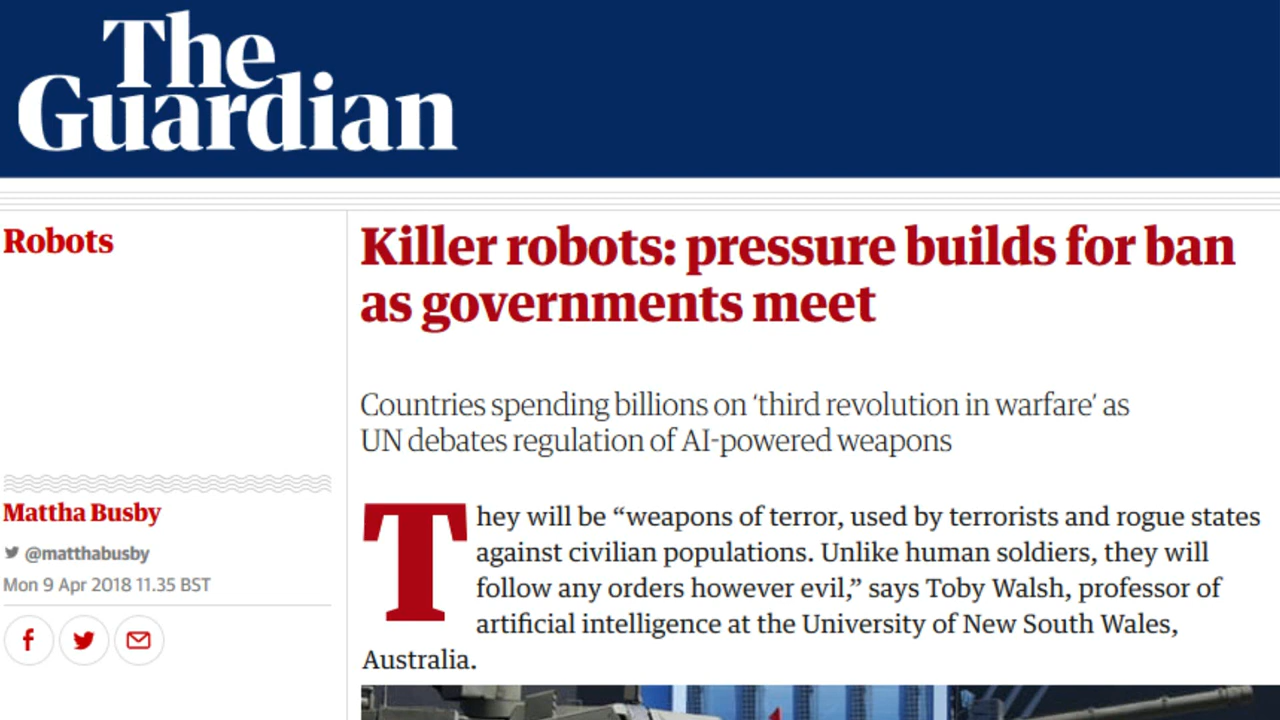 The
Guardian
Robots
Killer robots: pressure builds for ban
as governments meet
Countries spending billions on ‘third revolution in warfare’ as
UN debates regulation of AI-powered weapons
Mattha Busby
@matthabusby
Mon 9 Apr 2018 11.35 BST
They will be “weapons of terror, used by terrorists and rogue states
against civilian populations. Unlike human soldiers, they will
follow any orders however evil,” says Toby Walsh, professor of
artificial intelligence at the University of New South Wales,
Australia.